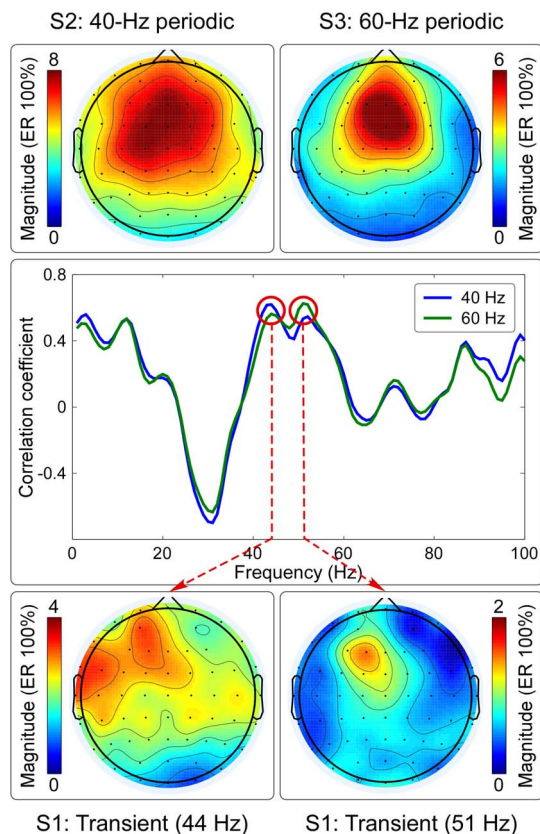 S2: 40-Hz periodic
S3: 60-Hz periodic
Magnitude (ER 100%)
8
0
Magnitude (ER 100%)
6
0
Correlation coefficient
0.8
0.4
0
-0.4
40 Hz
60 Hz
0 20 40 60 80 100
Frequency (Hz)
Magnitude (ER 100%)
4
0
Magnitude (ER 100%)
2
0
S1: Transient (44 Hz)
S1: Transient (51 Hz)